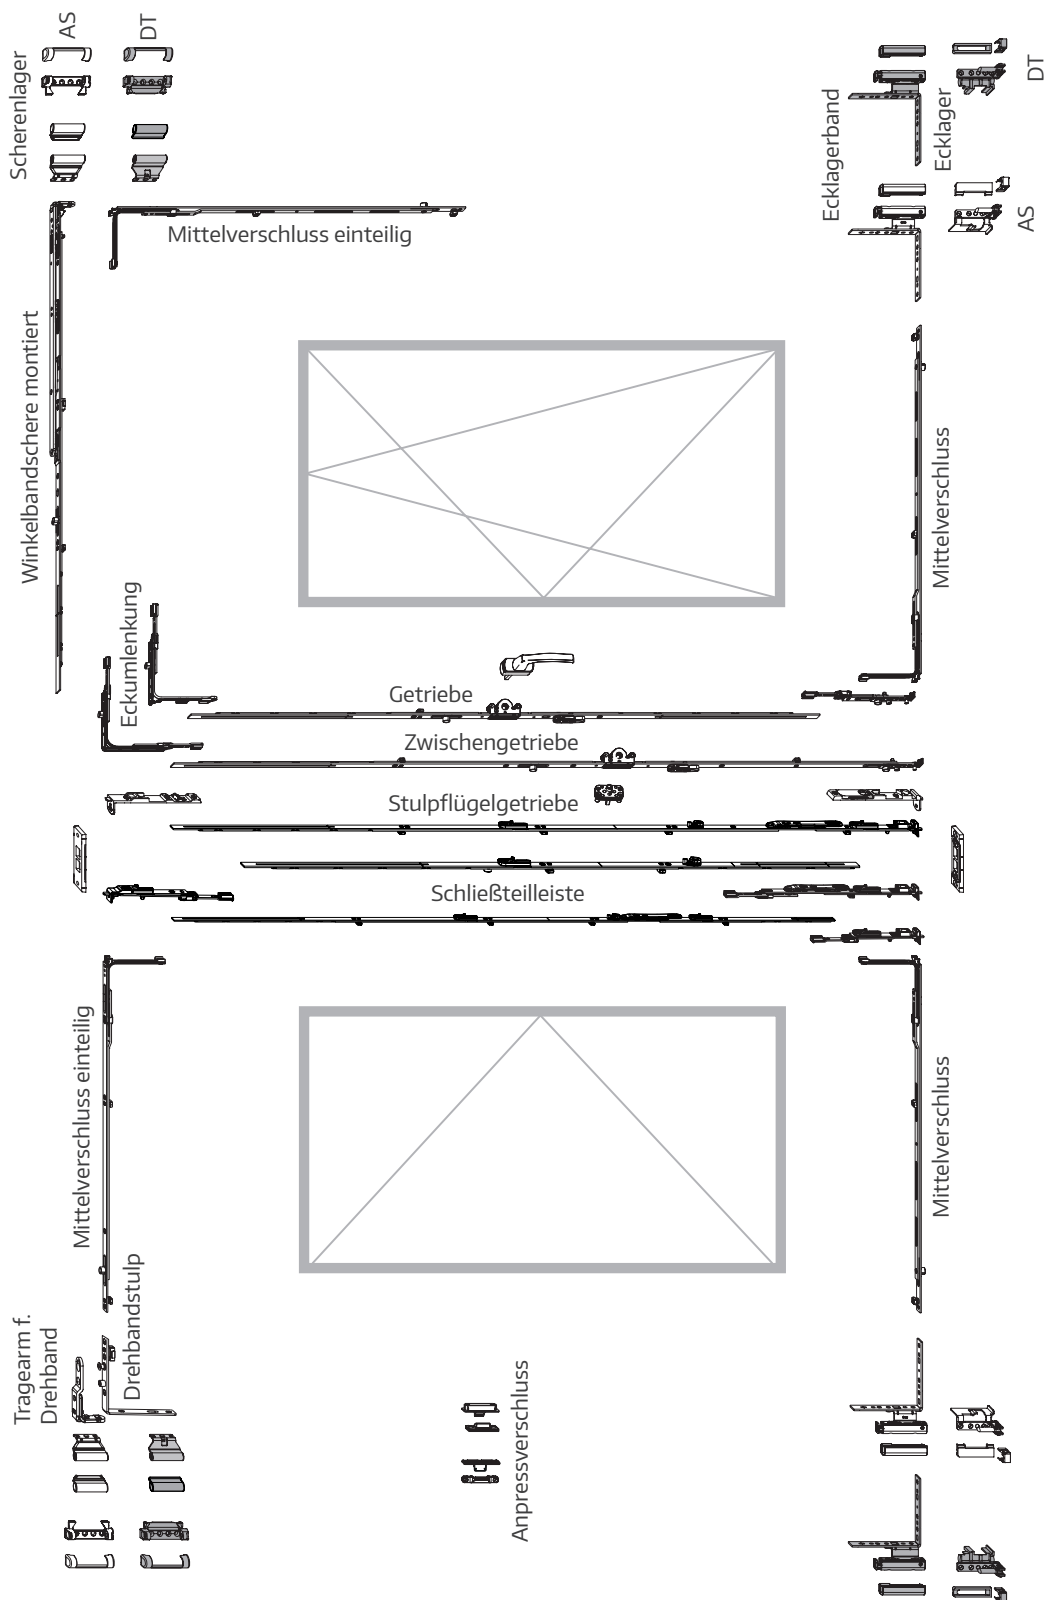 AS
DT
Scherenlager
Mittelverschluss einteilig
Winkelbandschere montiert
Eckumlenkung
DT
Ecklagerband
Ecklager
AS
Mittelverschluss
Getriebe
Zwischengetriebe
Stulpflügelgetriebe
Schließteilleiste
Mittelverschluss einteilig
Drehbandstulp
Tragearm f.
Drehband
Anpressverschluss
Mittelverschluss